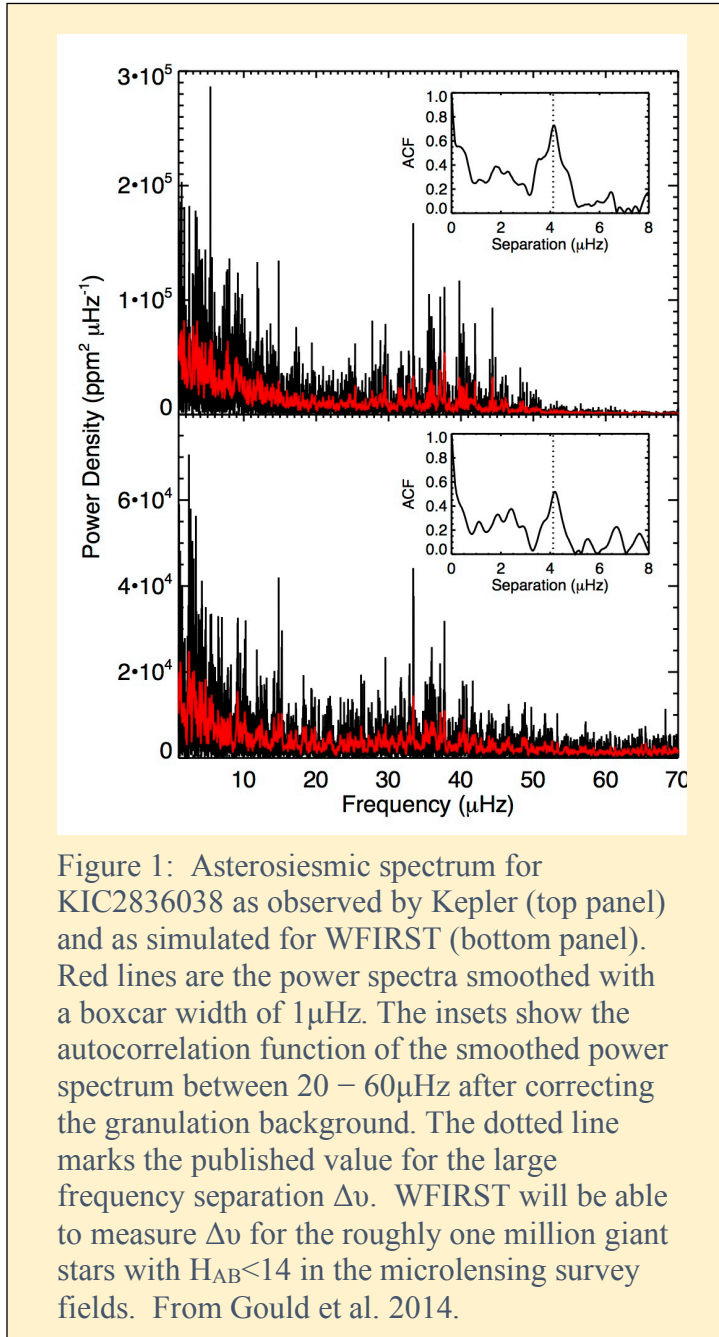 3•10⁵
1.0
0.8
0.6
0.4
0.2
0.0
ACF
0 2 4 6 8
Separation (μHz)
2•10⁵
1•10⁵
0
Power Density (ppm² μHz⁻¹)
1.0
0.8
0.6
0.4
0.2
0.0
ACF
0 2 4 6 8
Separation (μHz)
6•10⁴
4•10⁴
2•10⁴
0
10 20 30 40 50 60 70
Frequency (μHz)
Figure 1: Asterosiesmic spectrum for
KIC2836038 as observed by Kepler (top panel)
and as simulated for WFIRST (bottom panel).
Red lines are the power spectra smoothed with
a boxcar width of 1μHz. The insets show the
autocorrelation function of the smoothed power
spectrum between 20 − 60μHz after correcting
the granulation background. The dotted line
marks the published value for the large
frequency separation Δυ. WFIRST will be able
to measure Δυ for the roughly one million giant
stars with H_AB<14 in the microlensing survey
fields. From Gould et al. 2014.